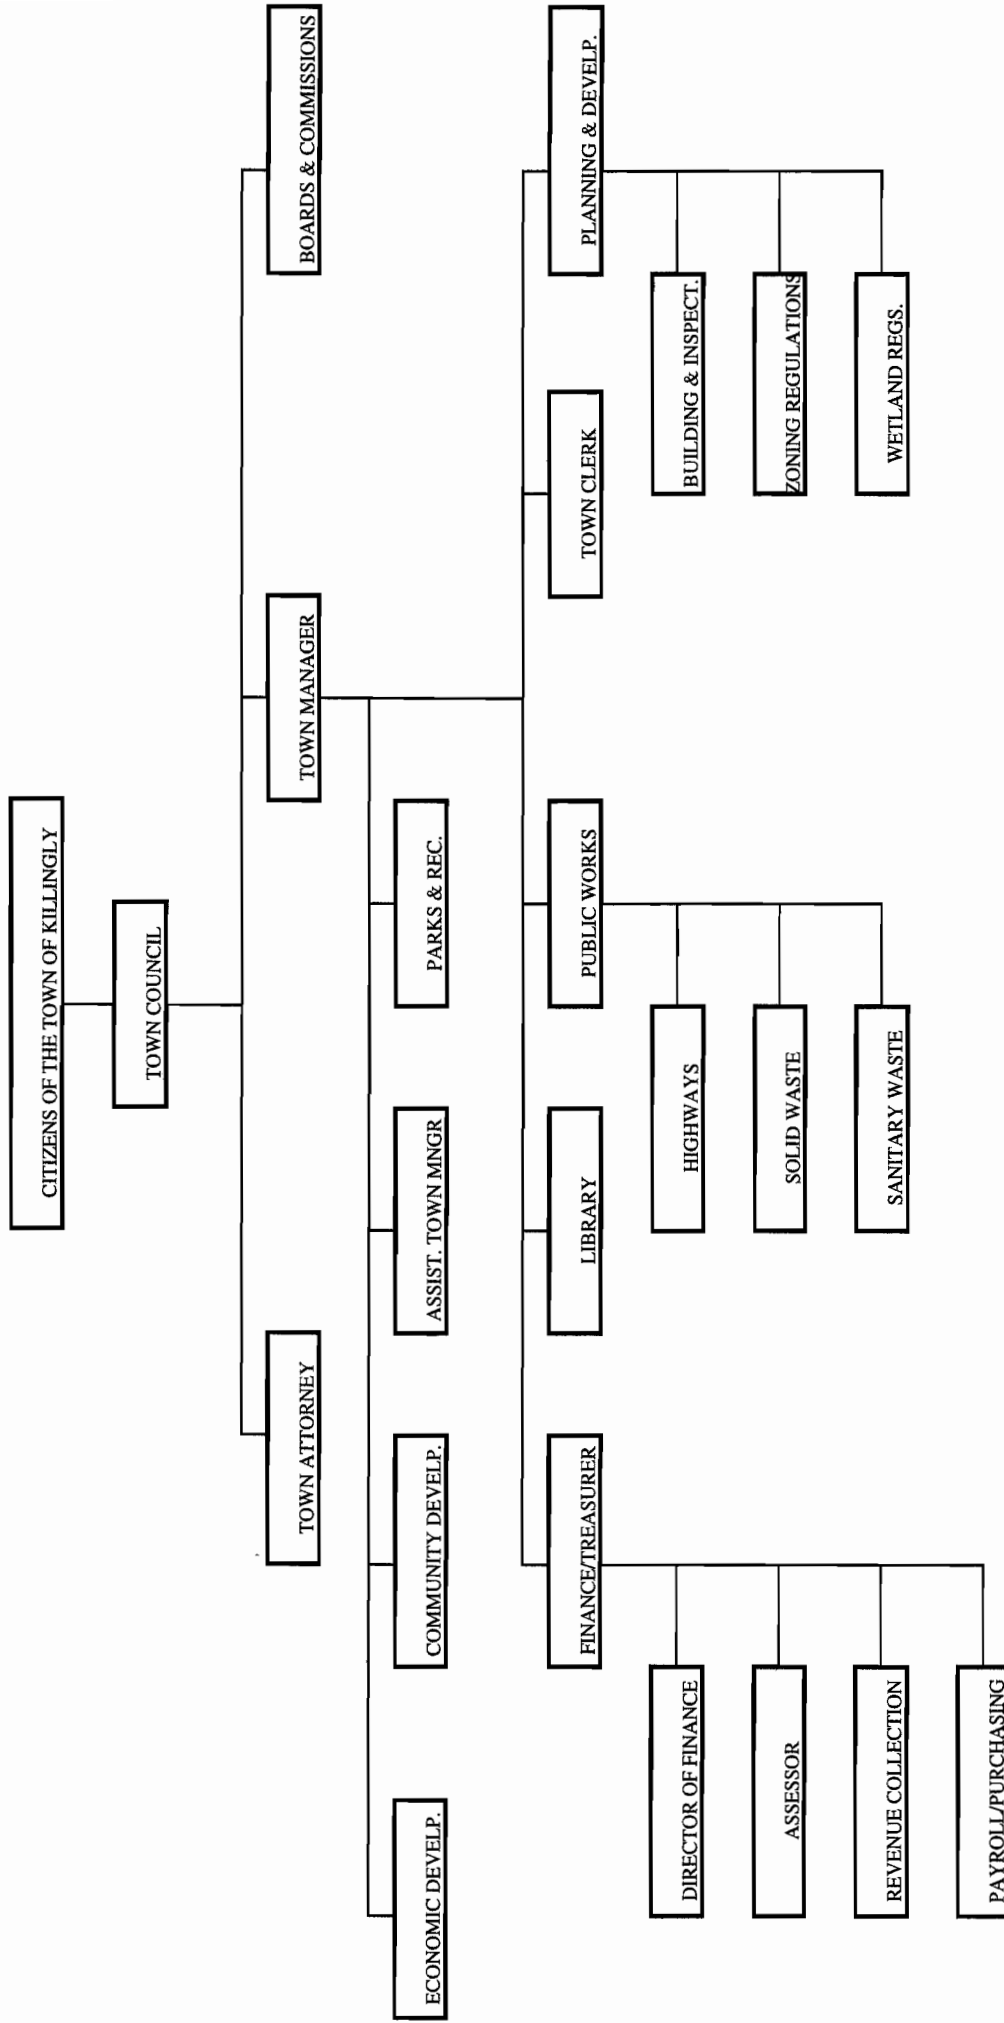 CITIZENS OF THE TOWN OF KILLINGLY
TOWN COUNCIL
TOWN ATTORNEY
TOWN MANAGER
BOARDS & COMMISSIONS
ECONOMIC DEVELP.
COMMUNITY DEVELP.
ASSIST. TOWN MNGR
PARKS & REC.
FINANCE/TREASURER
LIBRARY
PUBLIC WORKS
TOWN CLERK
PLANNING & DEVELP.
DIRECTOR OF FINANCE
HIGHWAYS
BUILDING & INSPECT.
ASSESSOR
SOLID WASTE
ZONING REGULATIONS
REVENUE COLLECTION
SANITARY WASTE
WETLAND REGS.
PAYROLL/PURCHASING